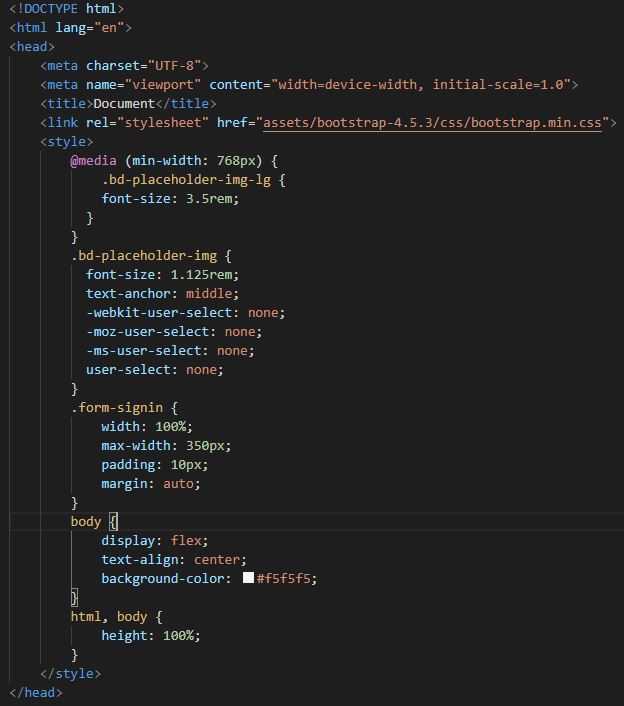 <!DOCTYPE html>
<html lang="en">
<head>
    <meta charset="UTF-8">
    <meta name="viewport" content="width=device-width, initial-scale=1.0">
    <title>Document</title>
    <link rel="stylesheet" href="assets/bootstrap-4.5.3/css/bootstrap.min.css">
    <style>
        @media (min-width: 768px) {
            .bd-placeholder-img-lg {
            font-size: 3.5rem;
          }
        }
        .bd-placeholder-img {
          font-size: 1.125rem;
          text-anchor: middle;
          -webkit-user-select: none;
          -moz-user-select: none;
          -ms-user-select: none;
          user-select: none;
        }
        .form-signin {
            width: 100%;
            max-width: 350px;
            padding: 10px;
            margin: auto;
        }
        body {
            display: flex;
            text-align: center;
            background-color: #f5f5f5;
        }
        html, body {
            height: 100%;
        }
    </style>
</head>